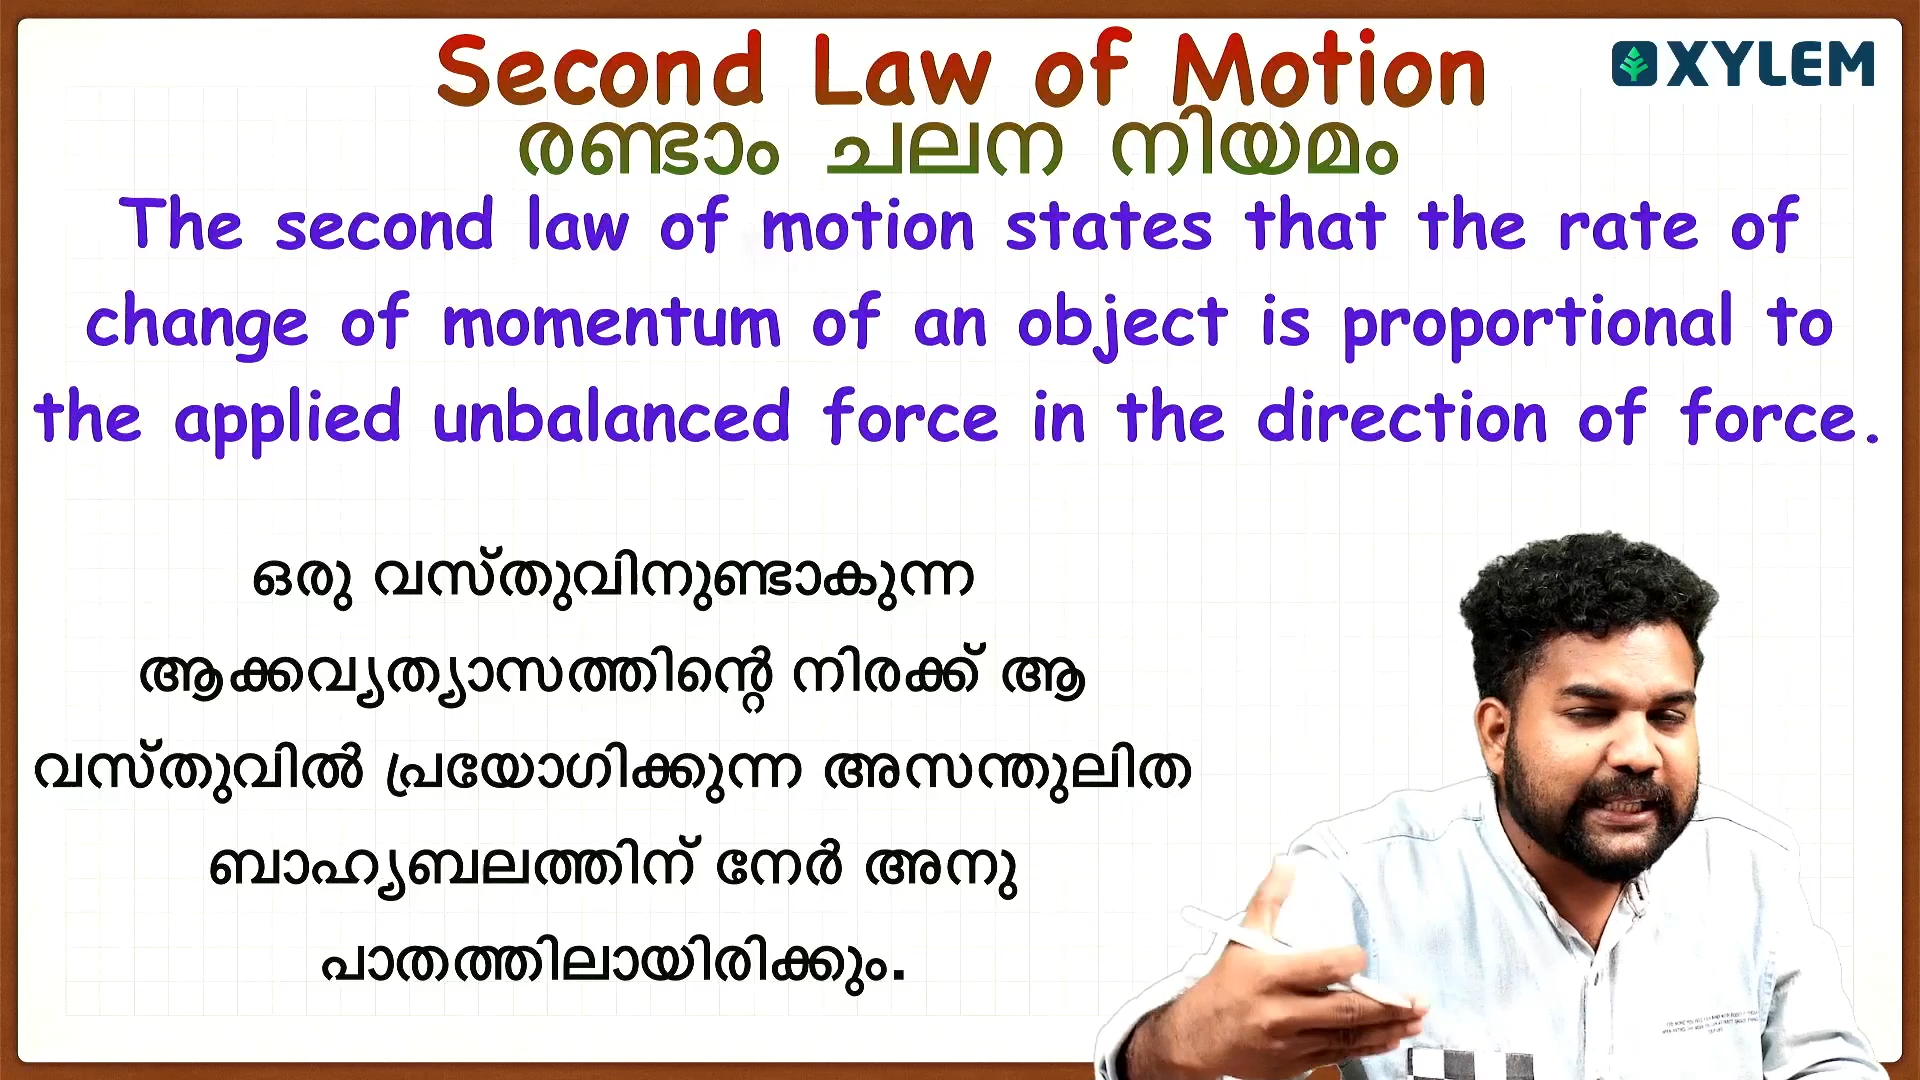 Second Law of Motion
XYLEM
രണ്ടാം ചലന നിയമം
The second law of motion states that the rate of
change of momentum of an object is proportional to
the applied unbalanced force in the direction of force.
ഒരു വസ്തുവിനുണ്ടാകുന്ന
ആക്കവ്യത്യാസത്തിന്റെ നിരക്ക് ആ
വസ്തുവിൽ പ്രയോഗിക്കുന്ന അസന്തുലിത
ബാഹ്യബലത്തിന് നേർ അനു
പാതത്തിലായിരിക്കും.